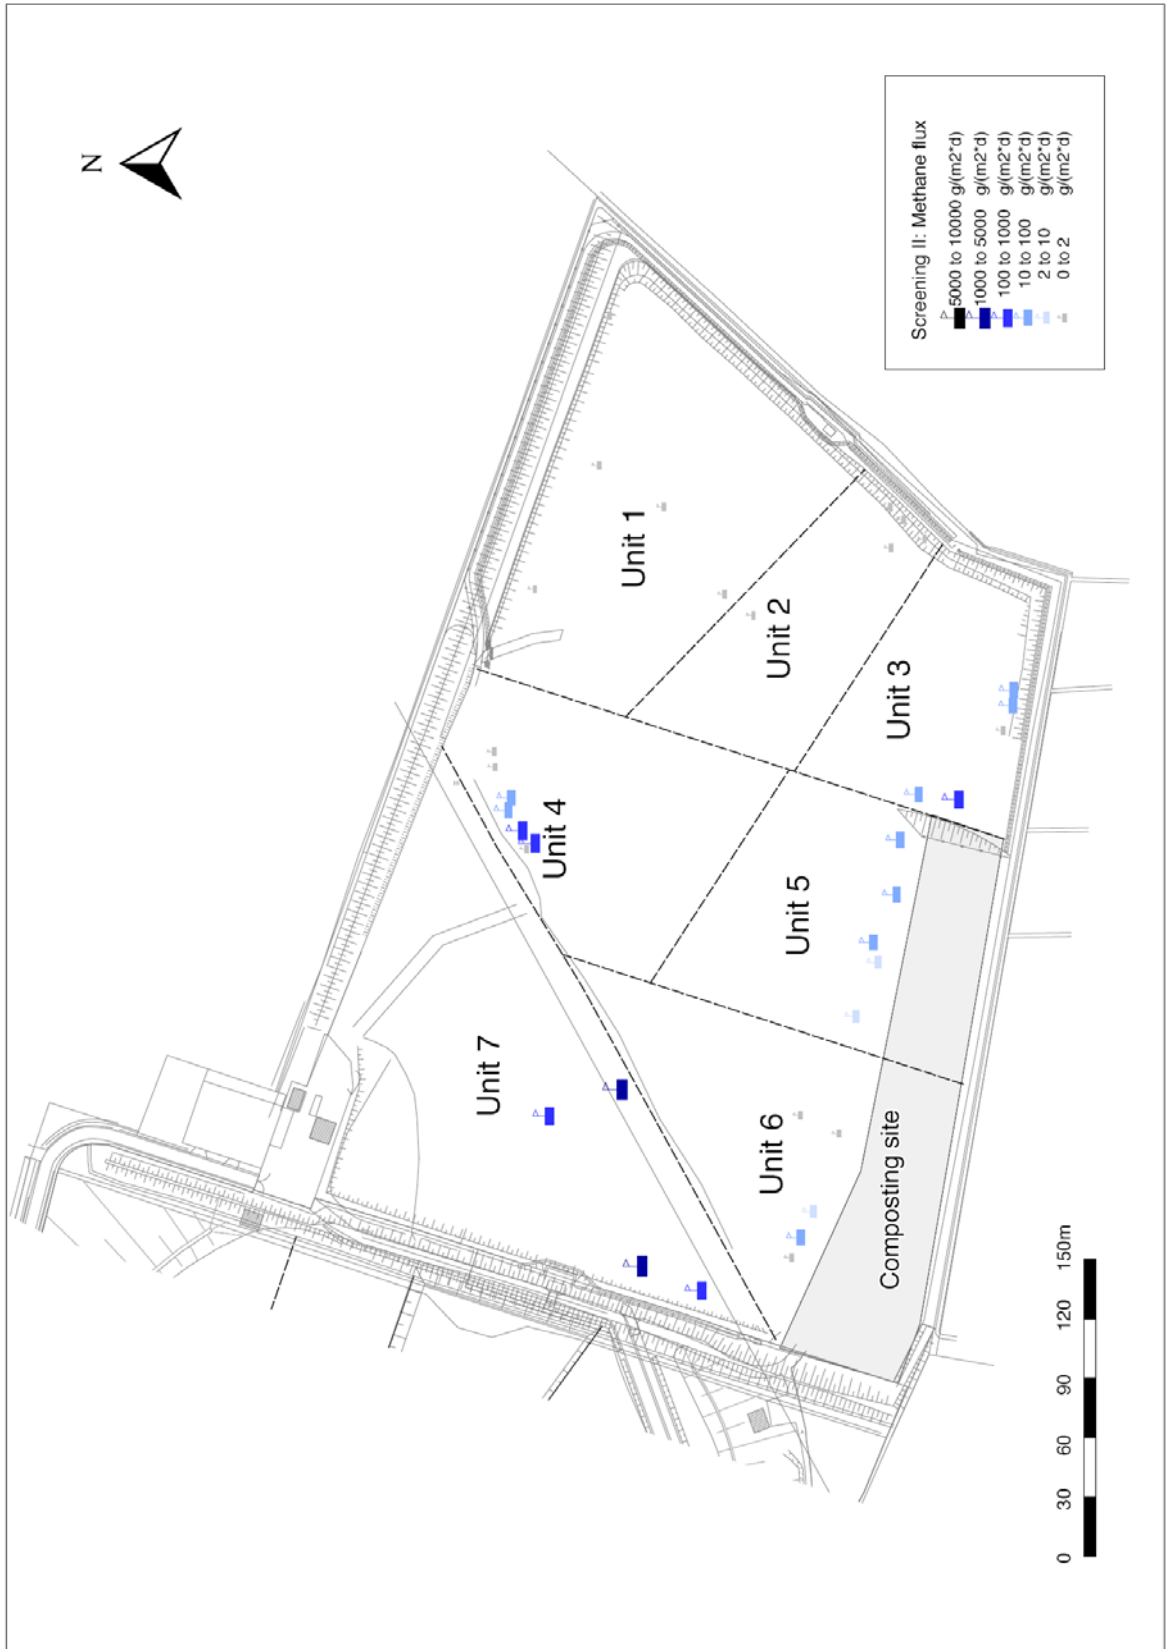 N
Screening II: Methane flux
5000 to 10000 g/(m2*d)
1000 to 5000 g/(m2*d)
100 to 1000 g/(m2*d)
10 to 100 g/(m2*d)
2 to 10 g/(m2*d)
0 to 2 g/(m2*d)
Unit 1
Unit 2
Unit 3
Unit 4
Unit 5
Unit 6
Unit 7
Composting site
0 30 60 90 120 150m